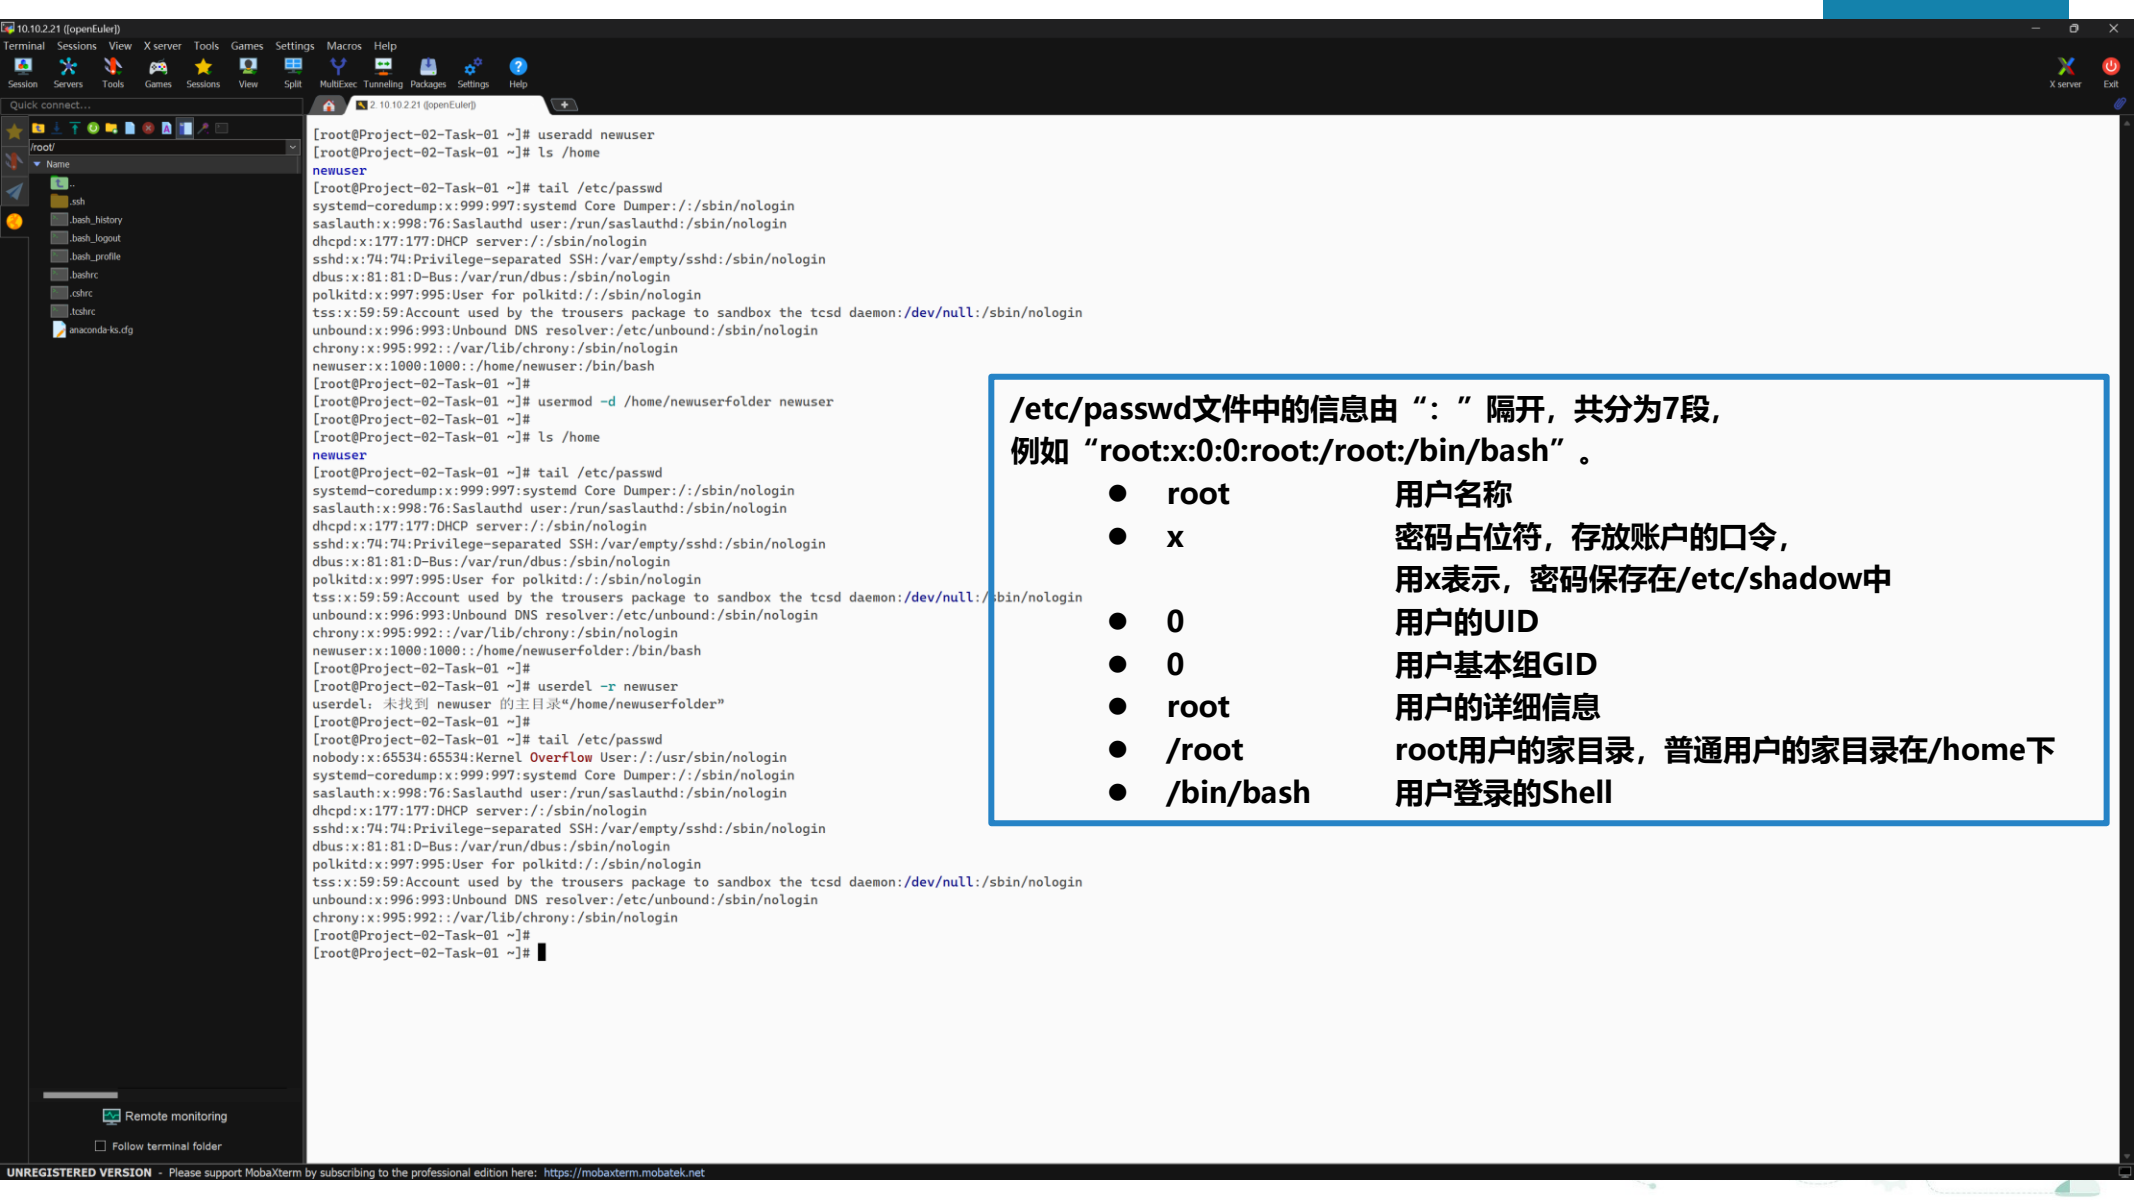 10.10.2.21 ([openEuler])
Terminal Sessions View X server Tools Games Settings Macros Help
Session Servers Tools Games Sessions View Split MultiExec Tunneling Packages Settings Help
X server Exit
Quick connect...
2. 10.10.2.21 ([openEuler])
/root/
Name
..
.ssh
.bash_history
.bash_logout
.bash_profile
.bashrc
.cshrc
.tcshrc
anaconda-ks.cfg
[root@Project-02-Task-01 ~]# useradd newuser
[root@Project-02-Task-01 ~]# ls /home
newuser
[root@Project-02-Task-01 ~]# tail /etc/passwd
systemd-coredump:x:999:997:systemd Core Dumper:/:/sbin/nologin
saslauth:x:998:76:Saslauthd user:/run/saslauthd:/sbin/nologin
dhcpd:x:177:177:DHCP server:/:/sbin/nologin
sshd:x:74:74:Privilege-separated SSH:/var/empty/sshd:/sbin/nologin
dbus:x:81:81:D-Bus:/var/run/dbus:/sbin/nologin
polkitd:x:997:995:User for polkitd:/:/sbin/nologin
tss:x:59:59:Account used by the trousers package to sandbox the tcsd daemon:/dev/null:/sbin/nologin
unbound:x:996:993:Unbound DNS resolver:/etc/unbound:/sbin/nologin
chrony:x:995:992::/var/lib/chrony:/sbin/nologin
newuser:x:1000:1000::/home/newuser:/bin/bash
[root@Project-02-Task-01 ~]#
[root@Project-02-Task-01 ~]# usermod -d /home/newuserfolder newuser
[root@Project-02-Task-01 ~]#
[root@Project-02-Task-01 ~]# ls /home
newuser
[root@Project-02-Task-01 ~]# tail /etc/passwd
systemd-coredump:x:999:997:systemd Core Dumper:/:/sbin/nologin
saslauth:x:998:76:Saslauthd user:/run/saslauthd:/sbin/nologin
dhcpd:x:177:177:DHCP server:/:/sbin/nologin
sshd:x:74:74:Privilege-separated SSH:/var/empty/sshd:/sbin/nologin
dbus:x:81:81:D-Bus:/var/run/dbus:/sbin/nologin
polkitd:x:997:995:User for polkitd:/:/sbin/nologin
tss:x:59:59:Account used by the trousers package to sandbox the tcsd daemon:/dev/null:/sbin/nologin
unbound:x:996:993:Unbound DNS resolver:/etc/unbound:/sbin/nologin
chrony:x:995:992::/var/lib/chrony:/sbin/nologin
newuser:x:1000:1000::/home/newuserfolder:/bin/bash
[root@Project-02-Task-01 ~]#
[root@Project-02-Task-01 ~]# userdel -r newuser
userdel：未找到 newuser 的主目录“/home/newuserfolder”
[root@Project-02-Task-01 ~]#
[root@Project-02-Task-01 ~]# tail /etc/passwd
nobody:x:65534:65534:Kernel Overflow User:/:/usr/sbin/nologin
systemd-coredump:x:999:997:systemd Core Dumper:/:/sbin/nologin
saslauth:x:998:76:Saslauthd user:/run/saslauthd:/sbin/nologin
dhcpd:x:177:177:DHCP server:/:/sbin/nologin
sshd:x:74:74:Privilege-separated SSH:/var/empty/sshd:/sbin/nologin
dbus:x:81:81:D-Bus:/var/run/dbus:/sbin/nologin
polkitd:x:997:995:User for polkitd:/:/sbin/nologin
tss:x:59:59:Account used by the trousers package to sandbox the tcsd daemon:/dev/null:/sbin/nologin
unbound:x:996:993:Unbound DNS resolver:/etc/unbound:/sbin/nologin
chrony:x:995:992::/var/lib/chrony:/sbin/nologin
[root@Project-02-Task-01 ~]#
[root@Project-02-Task-01 ~]#
/etc/passwd文件中的信息由“：”隔开，共分为7段，
例如“root:x:0:0:root:/root:/bin/bash”。
● root 用户名称
● x 密码占位符，存放账户的口令，
用x表示，密码保存在/etc/shadow中
● 0 用户的UID
● 0 用户基本组GID
● root 用户的详细信息
● /root root用户的家目录，普通用户的家目录在/home下
● /bin/bash 用户登录的Shell
Remote monitoring
Follow terminal folder
UNREGISTERED VERSION - Please support MobaXterm by subscribing to the professional edition here: https://mobaxterm.mobatek.net